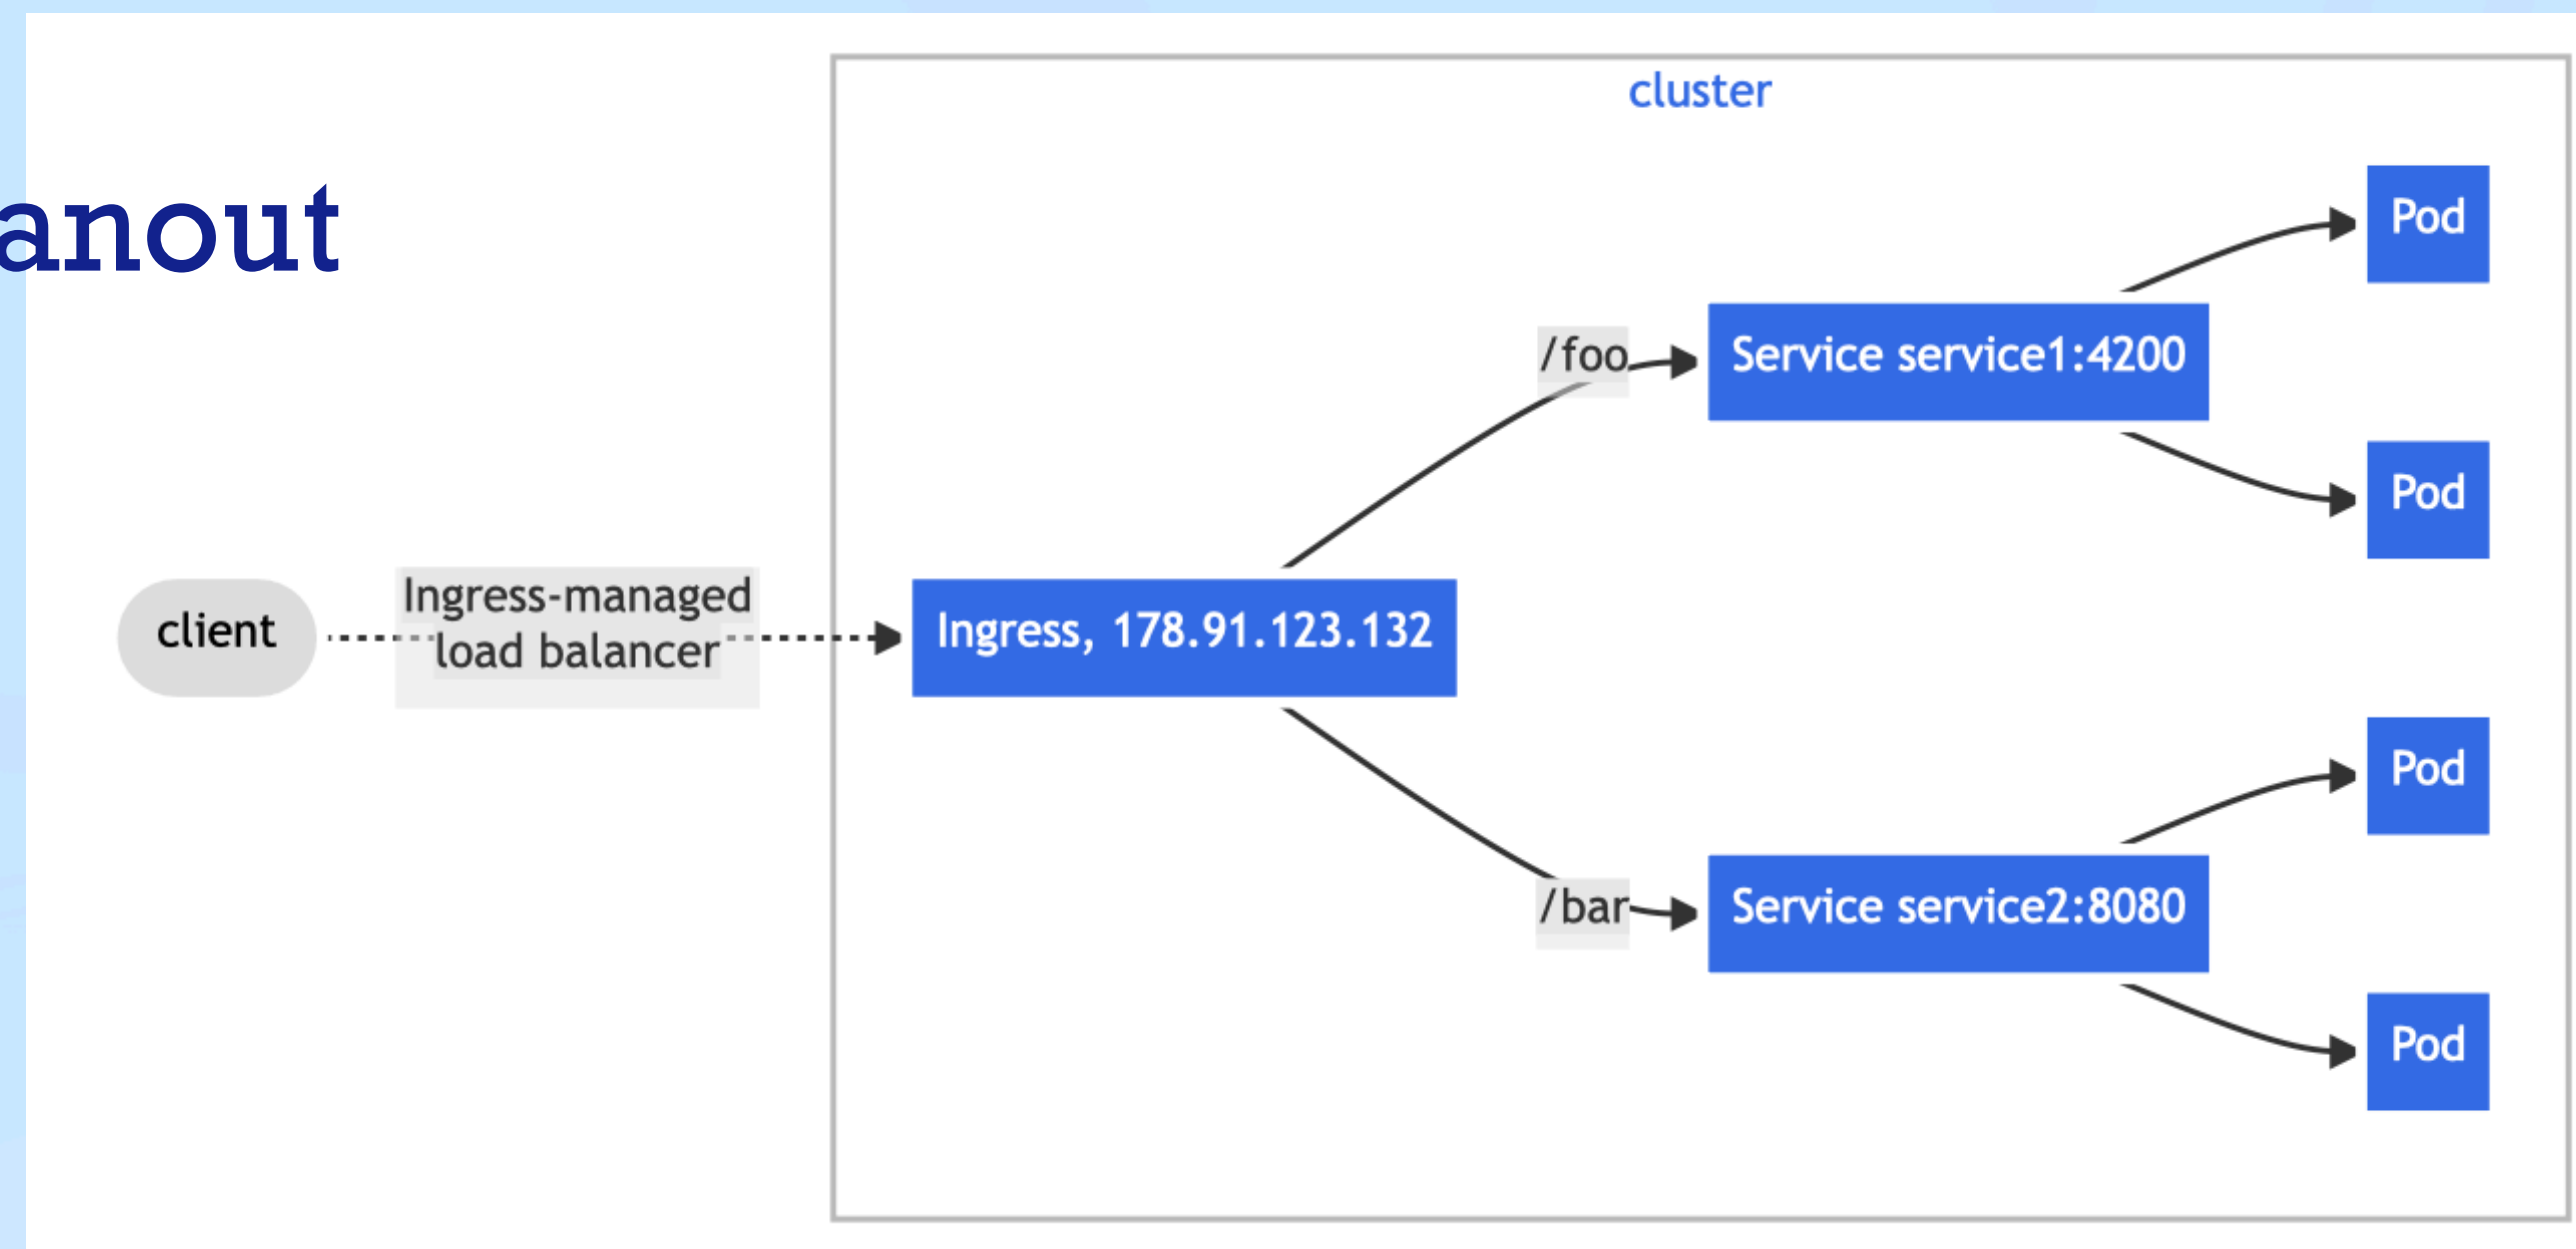 anout
cluster
Pod
/foo
Service service1:4200
Pod
client
Ingress-managed
load balancer
Ingress, 178.91.123.132
Pod
/bar
Service service2:8080
Pod